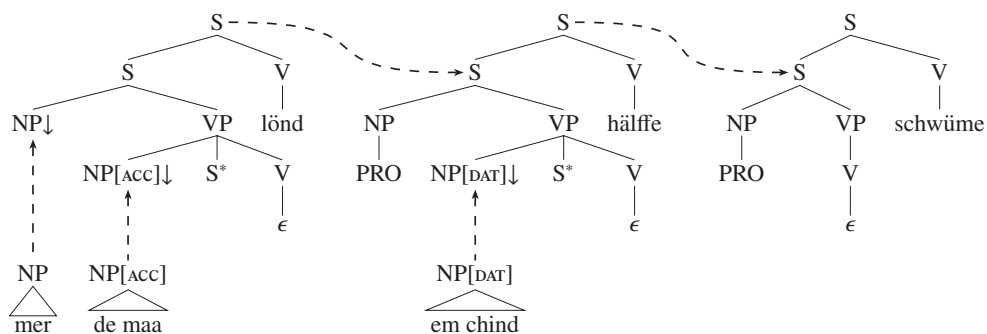 S S S
S V S V S V
NP↓ VP lönd NP VP hälffe NP VP schwüme
NP[ACC]↓ S* V PRO NP[DAT]↓ S* V PRO V
ϵ ϵ ϵ
NP NP[ACC] NP[DAT]
mer de maa em chind